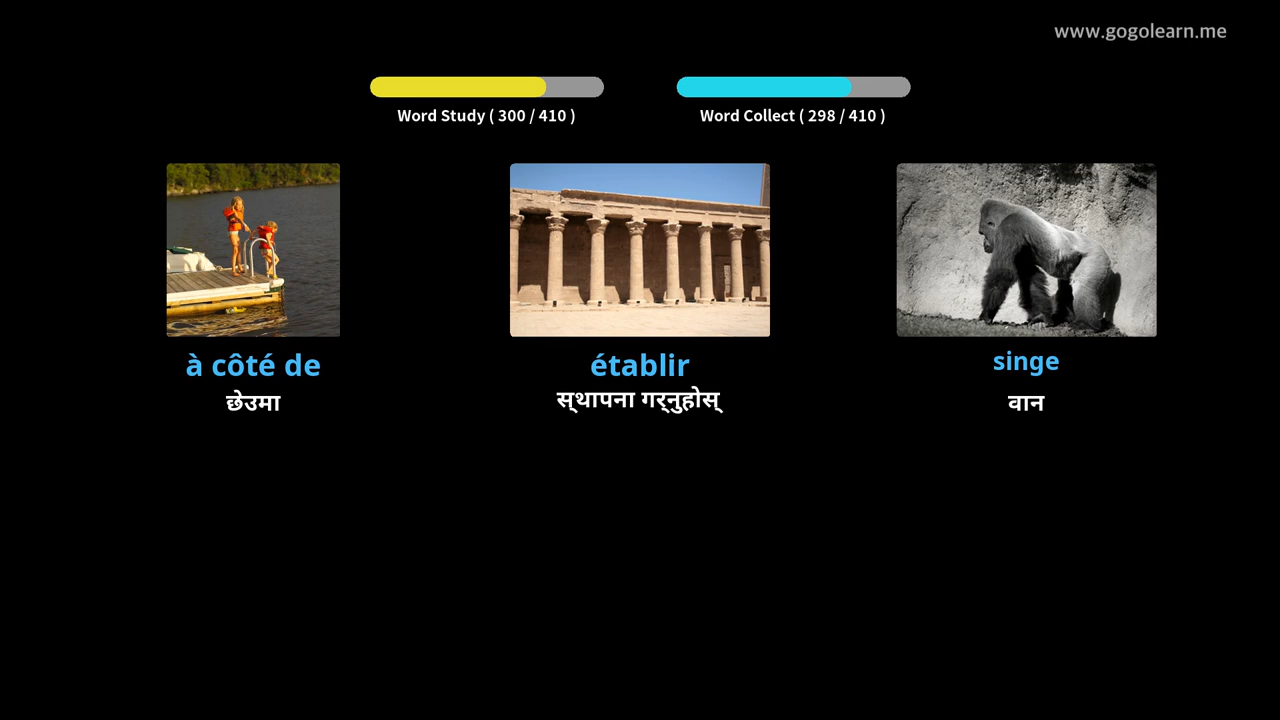 www.gogolearn.me
Word Study ( 300 / 410 )
Word Collect ( 298 / 410 )
à côté de
établir
singe
छेउमा
स्थापना गर्नुहोस्
वान